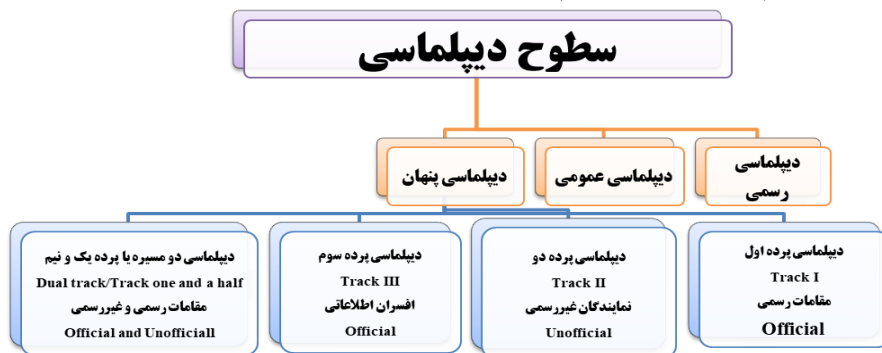 سطوح دیپلماسی
دیپلماسی
رسمی
دیپلماسی عمومی
دیپلماسی پنهان
دیپلماسی پرده اول
Track I
مقامات رسمی
Official
دیپلماسی پرده دو
Track II
نمایندگان غیررسمی
Unofficial
دیپلماسی پرده سوم
Track III
افسران اطلاعاتی
Official
دیپلماسی دو مسیره یا پرده یک و نیم
Dual track/Track one and a half
مقامات رسمی و غیررسمی
Official and Unofficiall